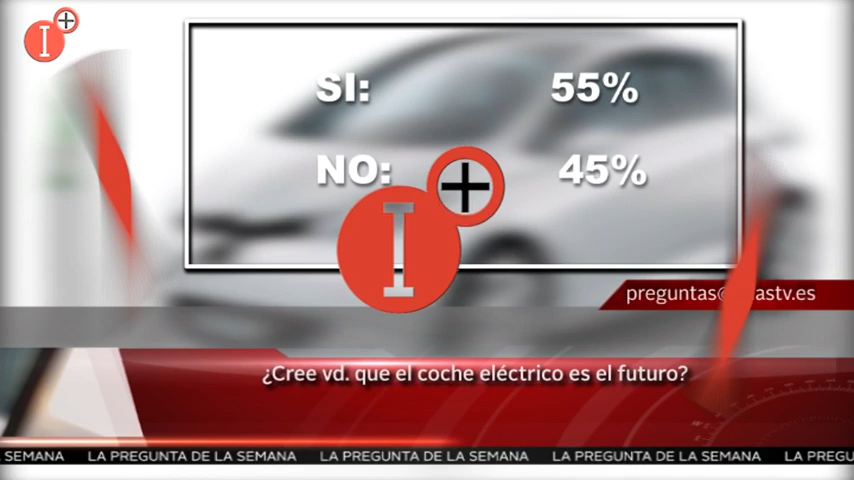 I+
SI: 55%
NO: 45%
I+
¿Cree vd. que el coche eléctrico es el futuro?
SEMANA LA PREGUNTA DE LA SEMANA LA PREGUNTA DE LA SEMANA LA PREGUNTA DE LA SEMANA LA PREGU